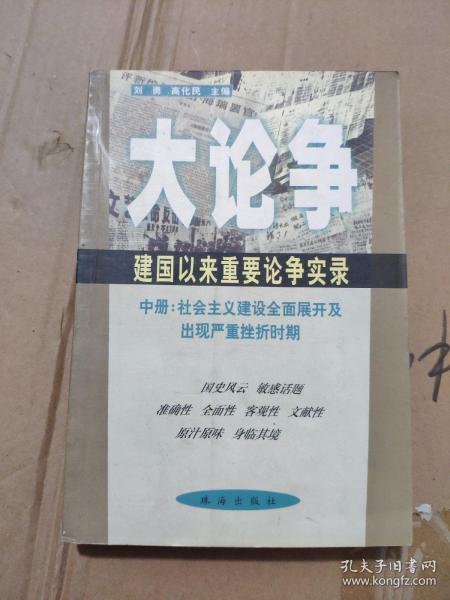 刘勇 高化民 主编
大论争
建国以来重要论争实录
中册:社会主义建设全面展开及
出现严重挫折时期
国史风云 敏感话题
准确性 全面性 客观性 文献性
原汁原味 身临其境
珠海出版社
孔夫子旧书网
www.kongfz.com